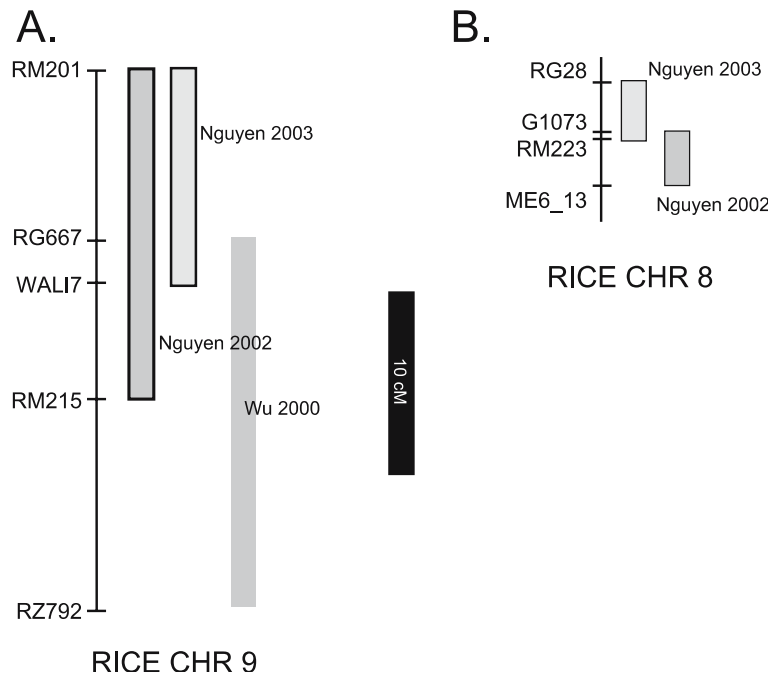 A.
RM201
Nguyen 2003
RG667
WALI7
Nguyen 2002
RM215
Wu 2000
10 cM
RZ792
RICE CHR 9
B.
RG28
Nguyen 2003
G1073
RM223
ME6_13
Nguyen 2002
RICE CHR 8